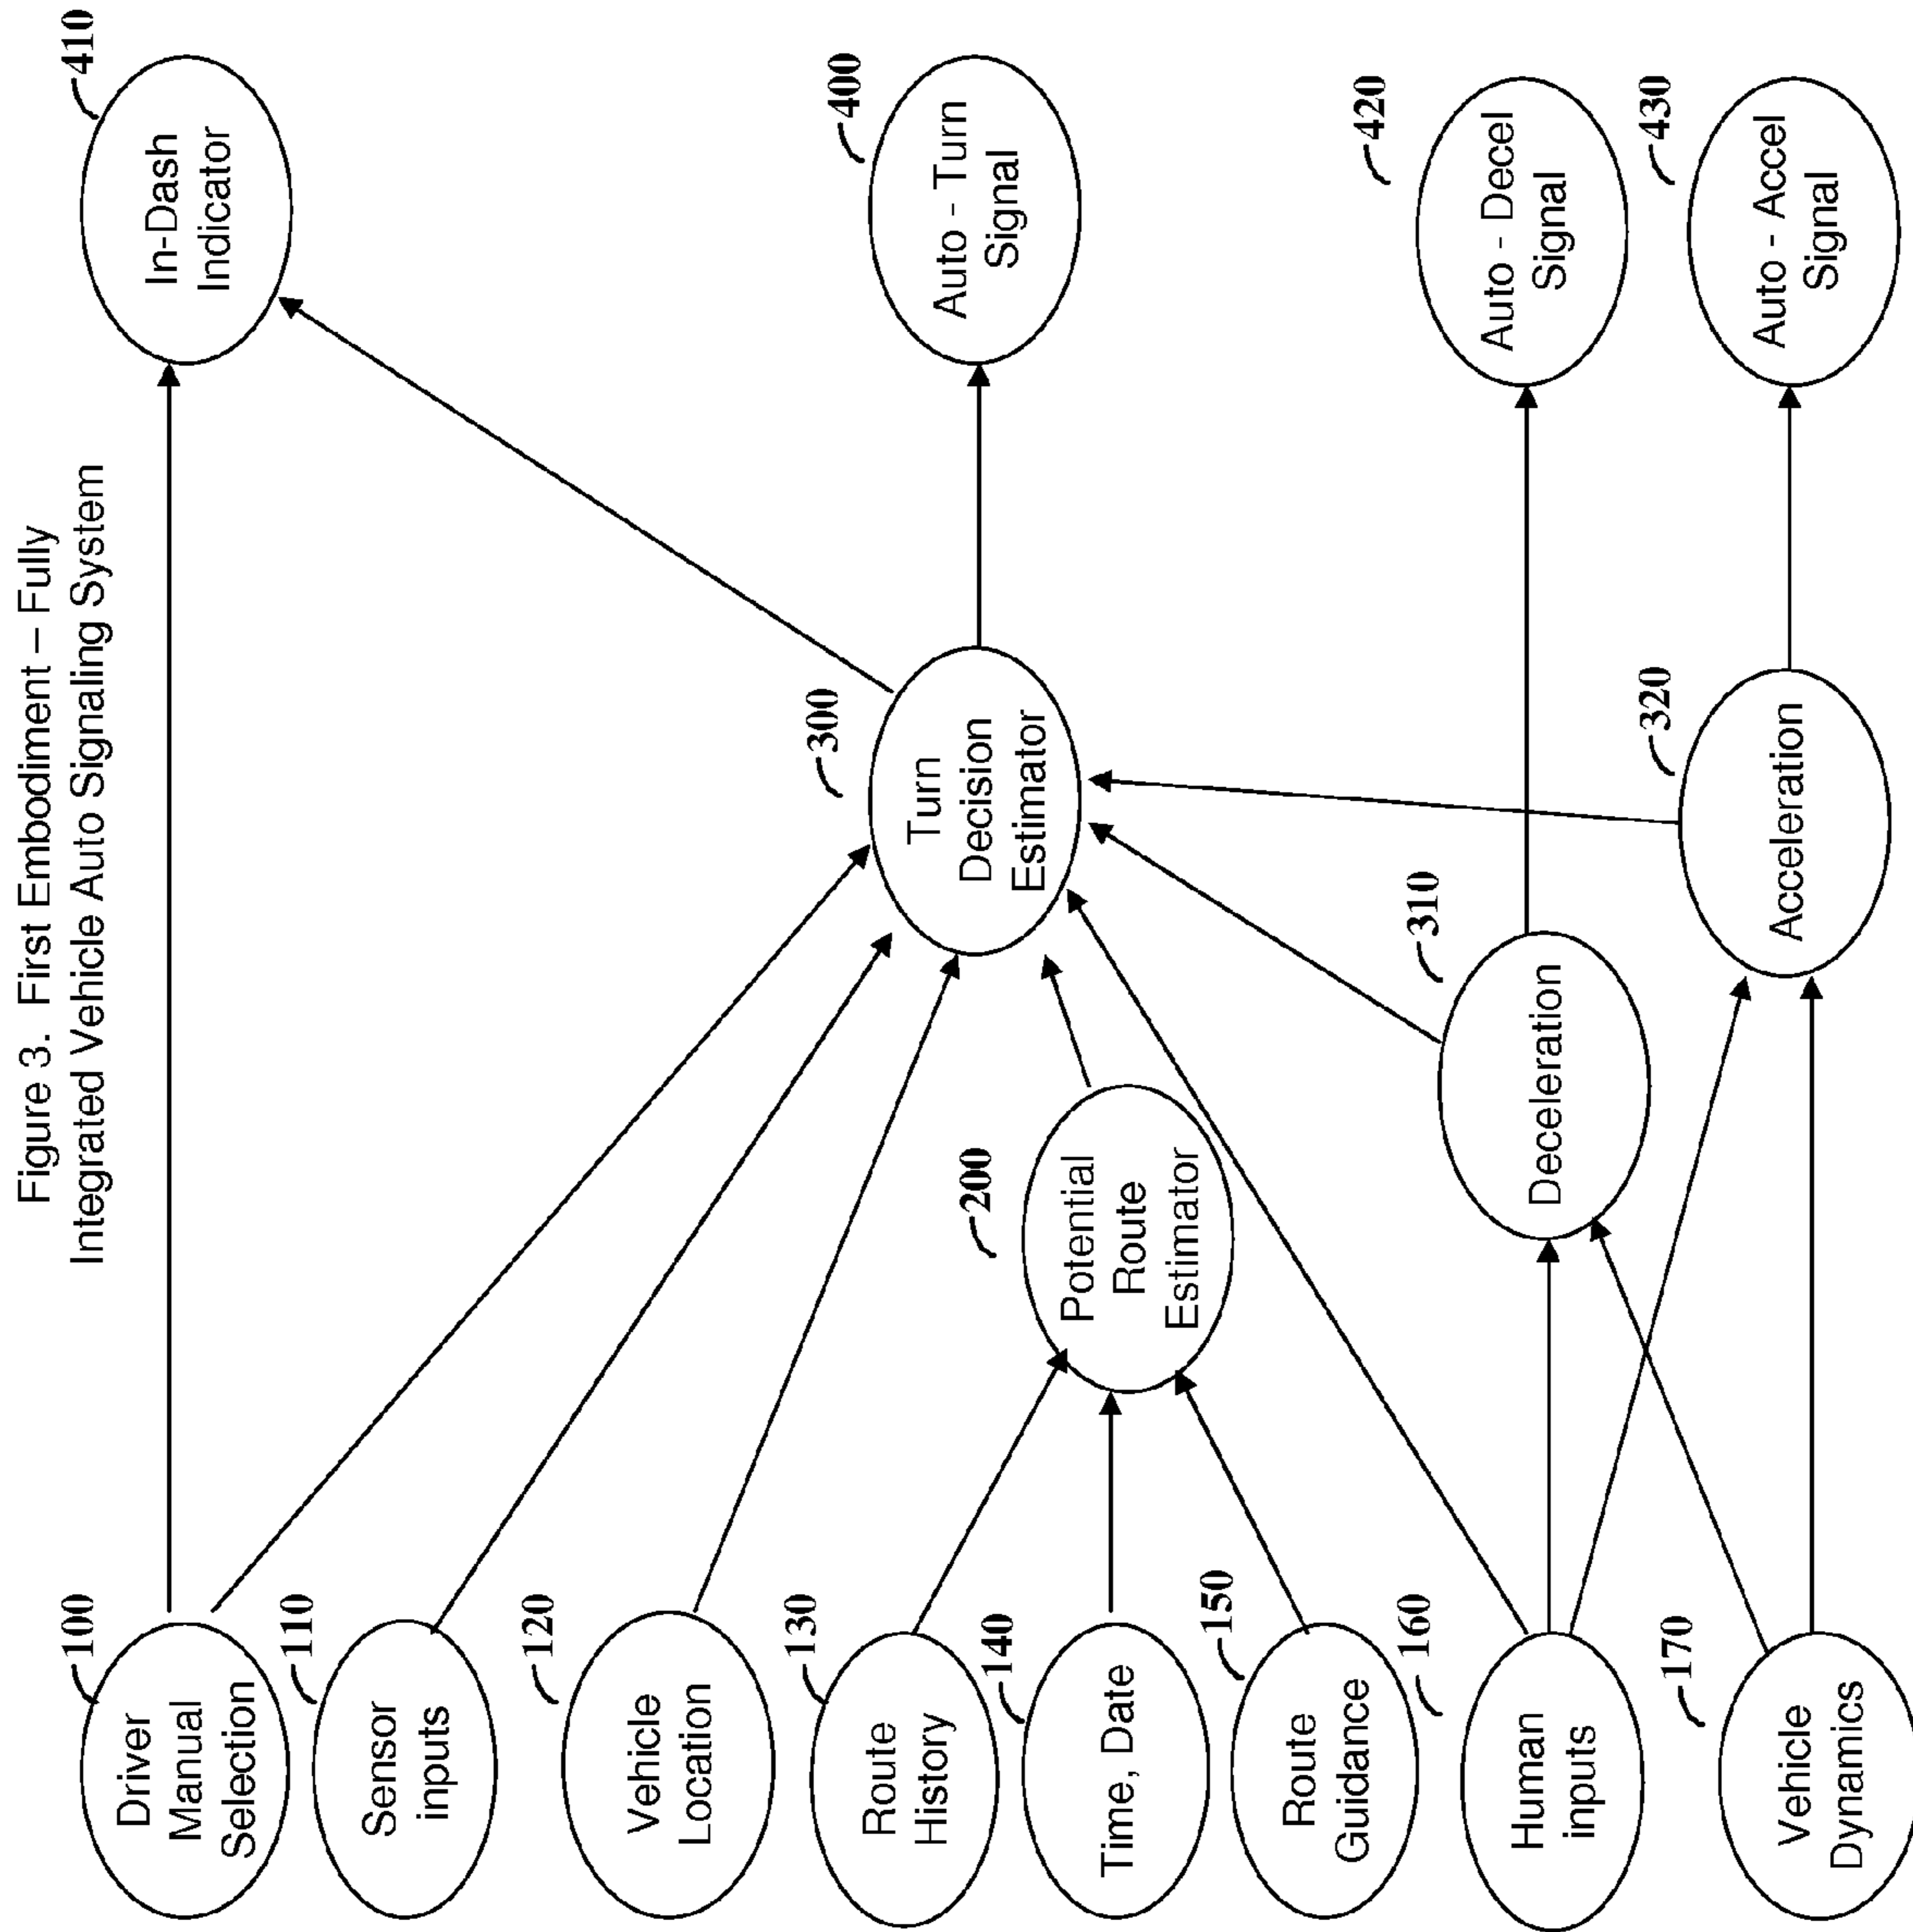 Figure 3. First Embodiment – Fully
Integrated Vehicle Auto Signaling System
100
Driver
Manual
Selection
110
Sensor
inputs
120
Vehicle
Location
130
Route
History
140
Time, Date
150
Route
Guidance
160
Human
inputs
170
Vehicle
Dynamics
200
Potential
Route
Estimator
300
Turn
Decision
Estimator
310
Deceleration
320
Acceleration
410
In-Dash
Indicator
400
Auto - Turn
Signal
420
Auto - Decel
Signal
430
Auto - Accel
Signal